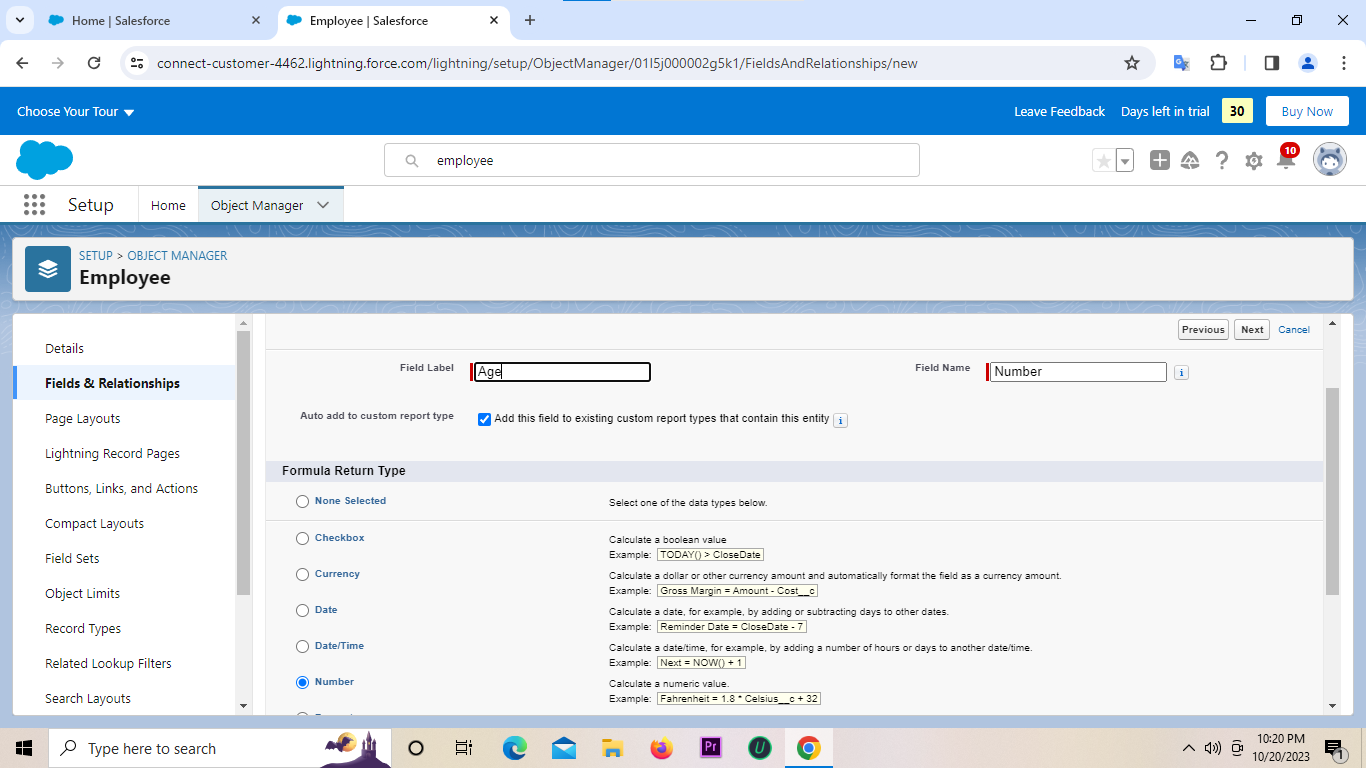 Home | Salesforce
Employee | Salesforce
connect-customer-4462.lightning.force.com/lightning/setup/ObjectManager/01I5j000002g5k1/FieldsAndRelationships/new
Choose Your Tour
Leave Feedback Days left in trial 30 Buy Now
employee
10
Setup Home Object Manager
SETUP > OBJECT MANAGER
Employee
Details
Fields & Relationships
Page Layouts
Lightning Record Pages
Buttons, Links, and Actions
Compact Layouts
Field Sets
Object Limits
Record Types
Related Lookup Filters
Search Layouts
Previous Next Cancel
Field Label Age Field Name Number i
Auto add to custom report type Add this field to existing custom report types that contain this entity i
Formula Return Type
None Selected Select one of the data types below.
Checkbox Calculate a boolean value
Example: TODAY() > CloseDate
Currency Calculate a dollar or other currency amount and automatically format the field as a currency amount.
Example: Gross Margin = Amount - Cost__c
Date Calculate a date, for example, by adding or subtracting days to other dates.
Example: Reminder Date = CloseDate - 7
Date/Time Calculate a date/time, for example, by adding a number of hours or days to another date/time.
Example: Next = NOW() + 1
Number Calculate a numeric value.
Example: Fahrenheit = 1.8 * Celsius__c + 32
Type here to search
Pr
U
10:20 PM
10/20/2023
1